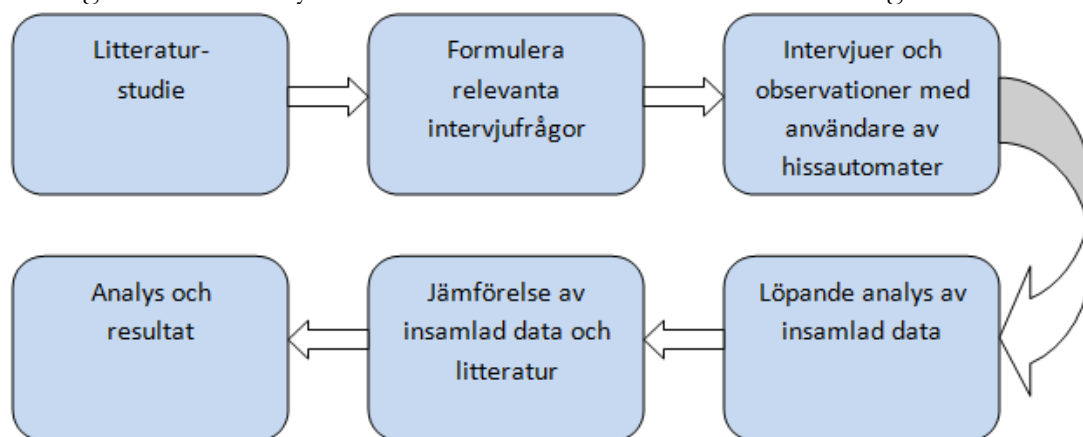 Litteratur-
studie
Formulera
relevanta
intervjufrågor
Intervjuer och
observationer med
användare av
hissautomater
Löpande analys av
insamlad data
Jämförelse av
insamlad data och
litteratur
Analys och
resultat